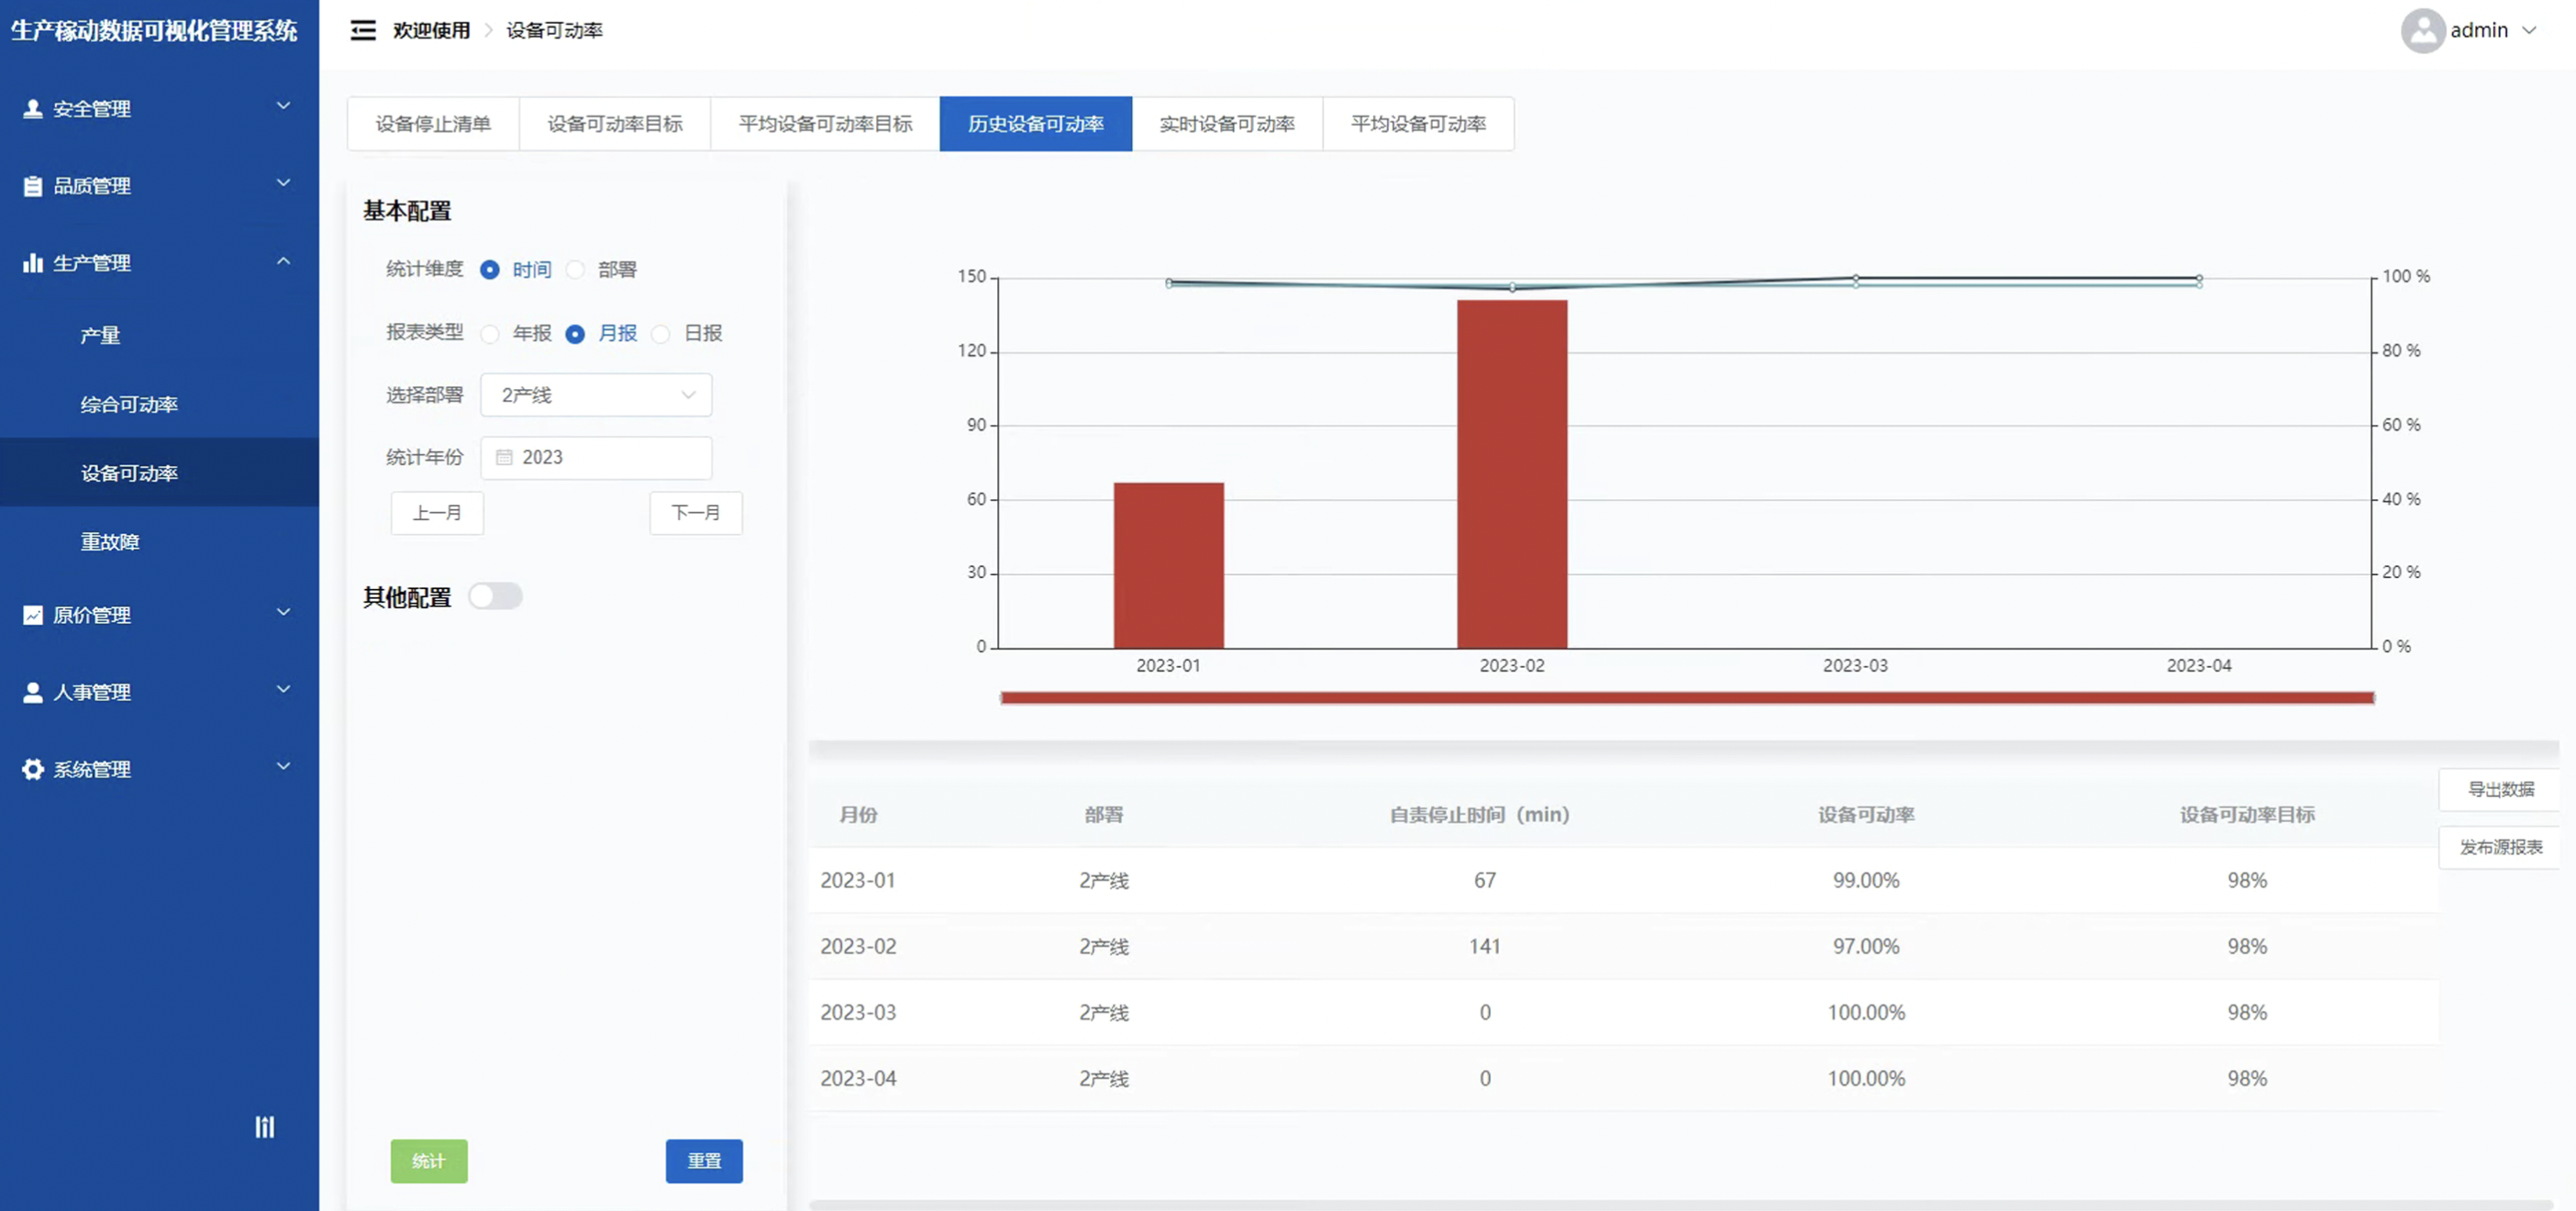 生产稼动数据可视化管理系统
欢迎使用 > 设备可动率
admin
安全管理
品质管理
生产管理
产量
综合可动率
设备可动率
重故障
原价管理
人事管理
系统管理
设备停止清单 设备可动率目标 平均设备可动率目标 历史设备可动率 实时设备可动率 平均设备可动率
基本配置
统计维度 时间 部署
报表类型 年报 月报 日报
选择部署 2产线
统计年份 2023
上一月 下一月
其他配置
统计 重置
150 100 %
120 80 %
90 60 %
60 40 %
30 20 %
0 0 %
2023-01 2023-02 2023-03 2023-04
月份 部署 自责停止时间（min） 设备可动率 设备可动率目标
2023-01 2产线 67 99.00% 98%
2023-02 2产线 141 97.00% 98%
2023-03 2产线 0 100.00% 98%
2023-04 2产线 0 100.00% 98%
导出数据
发布源报表